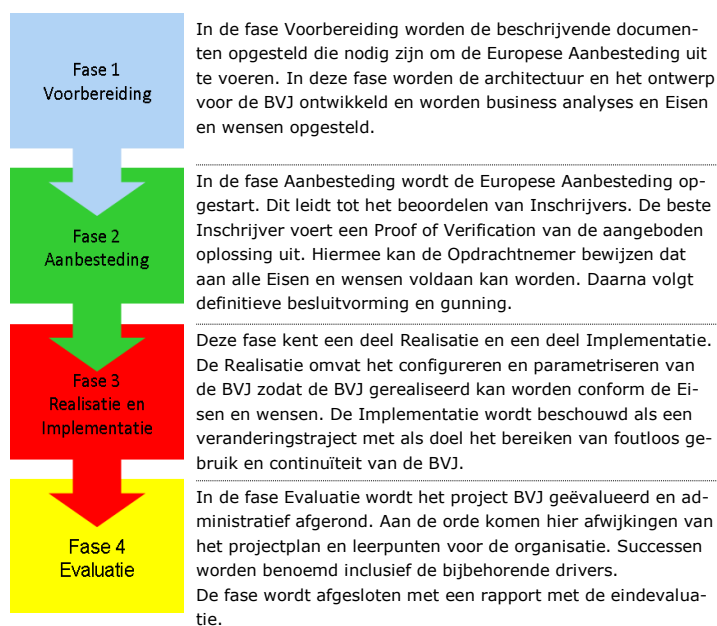 Fase 1
Voorbereiding
In de fase Voorbereiding worden de beschrijvende documen-
ten opgesteld die nodig zijn om de Europese Aanbesteding uit
te voeren. In deze fase worden de architectuur en het ontwerp
voor de BVJ ontwikkeld en worden business analyses en Eisen
en wensen opgesteld.
Fase 2
Aanbesteding
In de fase Aanbesteding wordt de Europese Aanbesteding op-
gestart. Dit leidt tot het beoordelen van Inschrijvers. De beste
Inschrijver voert een Proof of Verification van de aangeboden
oplossing uit. Hiermee kan de Opdrachtnemer bewijzen dat
aan alle Eisen en wensen voldaan kan worden. Daarna volgt
definitieve besluitvorming en gunning.
Fase 3
Realisatie en
Implementatie
Deze fase kent een deel Realisatie en een deel Implementatie.
De Realisatie omvat het configureren en parametriseren van
de BVJ zodat de BVJ gerealiseerd kan worden conform de Ei-
sen en wensen. De Implementatie wordt beschouwd als een
veranderingstraject met als doel het bereiken van foutloos ge-
bruik en continuïteit van de BVJ.
Fase 4
Evaluatie
In de fase Evaluatie wordt het project BVJ geëvalueerd en ad-
ministratief afgerond. Aan de orde komen hier afwijkingen van
het projectplan en leerpunten voor de organisatie. Successen
worden benoemd inclusief de bijbehorende drivers.
De fase wordt afgesloten met een rapport met de eindevalua-
tie.